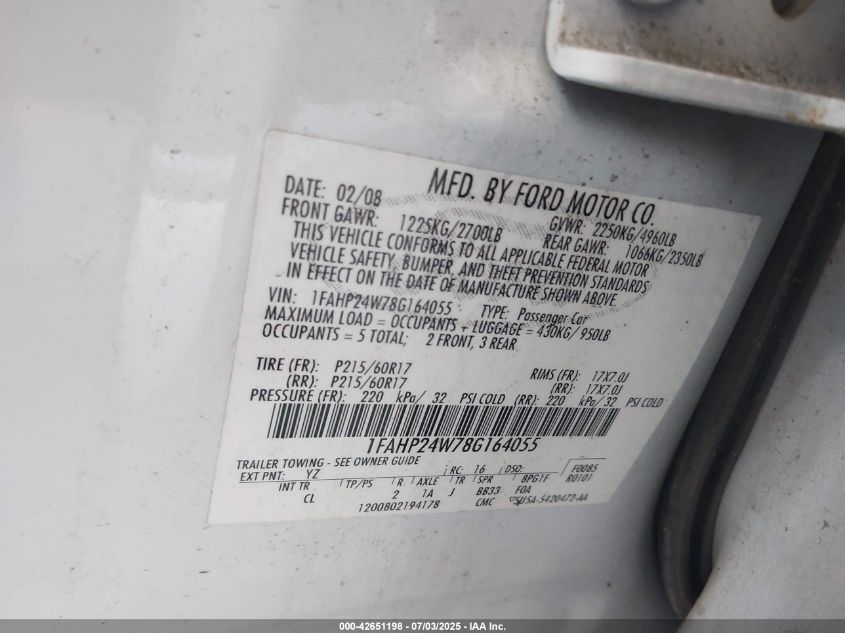 MFD. BY FORD MOTOR CO.
DATE: 02/08 GVWR: 2250KG/4960LB
FRONT GAWR: 1225KG/2700LB REAR GAWR: 1066KG/2350LB
THIS VEHICLE CONFORMS TO ALL APPLICABLE FEDERAL MOTOR
VEHICLE SAFETY, BUMPER, AND THEFT PREVENTION STANDARDS
IN EFFECT ON THE DATE OF MANUFACTURE SHOWN ABOVE.
VIN: 1FAHP24W78G164055 TYPE: Passenger Car
MAXIMUM LOAD = OCCUPANTS + LUGGAGE = 430KG/ 950LB
OCCUPANTS = 5 TOTAL; 2 FRONT, 3 REAR
TIRE (FR): P215/60R17 RIMS (FR): 17X7.0J
(RR): P215/60R17 (RR): 17X7.0J
PRESSURE (FR): 220 kPa/ 32 PSI COLD (RR): 220 kPa/ 32 PSI COLD
1FAHP24W78G164055
TRAILER TOWING - SEE OWNER GUIDE
EXT PNT: YZ RC: 16 DSO: F0085
INT TR TP/PS R AXLE TR SPR BPG1F R0101
CL 2 1A J BB33 FOA
1200802194178 CMC 5U5A-5420472-AA
000-42651198 - 07/03/2025 - IAA Inc.